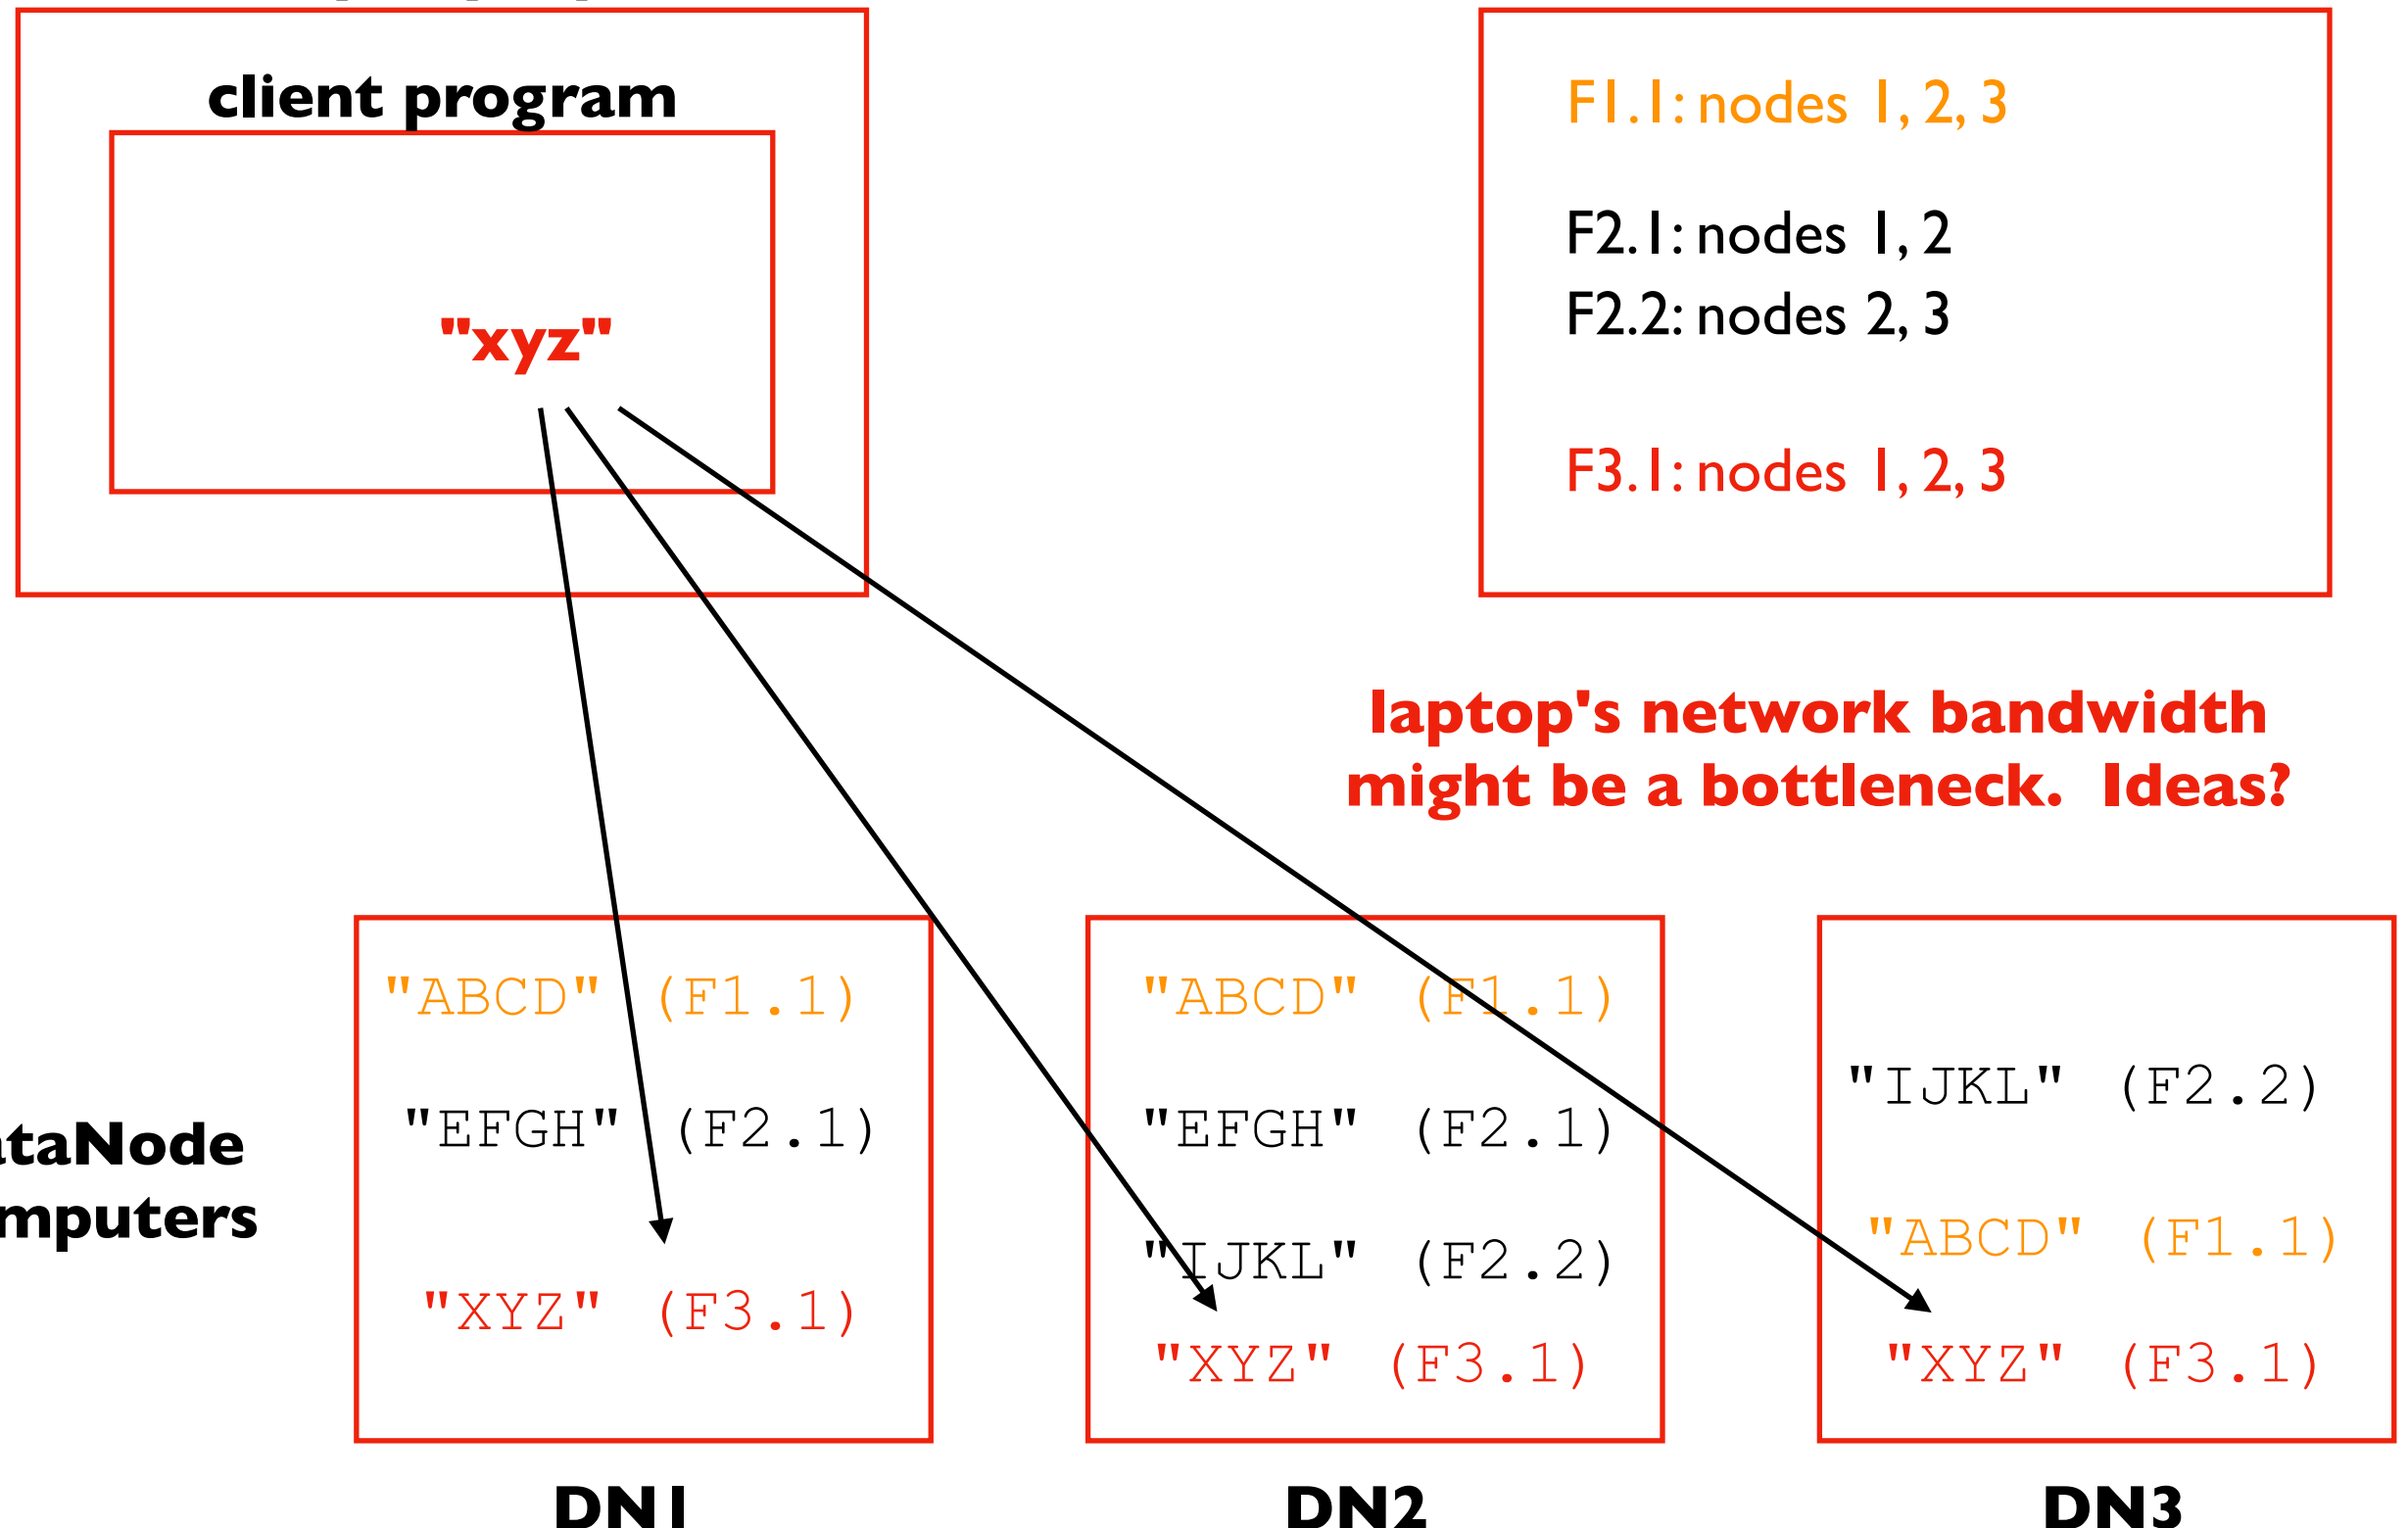 client program
"xyz"
F1.1: nodes 1, 2, 3
F2.1: nodes 1, 2
F2.2: nodes 2, 3
F3.1: nodes 1, 2, 3
laptop's network bandwidth
might be a bottleneck.  Ideas?
taNode
mputers
"ABCD" (F1.1)
"EFGH" (F2.1)
"XYZ" (F3.1)
DN1
"ABCD" (F1.1)
"EFGH" (F2.1)
"IJKL" (F2.2)
"XYZ" (F3.1)
DN2
"IJKL" (F2.2)
"ABCD" (F1.1)
"XYZ" (F3.1)
DN3